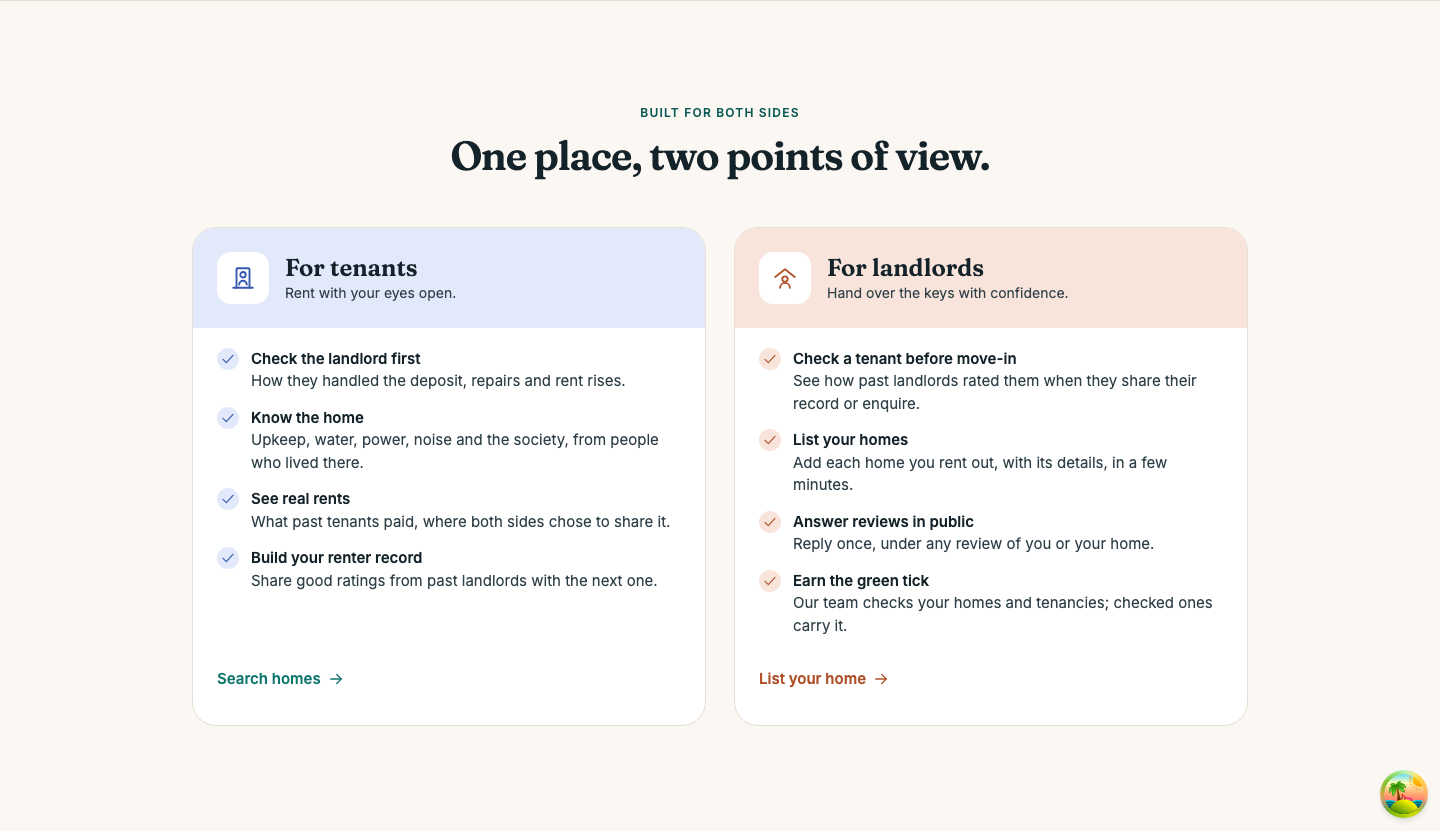 BUILT FOR BOTH SIDES
One place, two points of view.
For tenants
Rent with your eyes open.
Check the landlord first
How they handled the deposit, repairs and rent rises.
Know the home
Upkeep, water, power, noise and the society, from people
who lived there.
See real rents
What past tenants paid, where both sides chose to share it.
Build your renter record
Share good ratings from past landlords with the next one.
Search homes →
For landlords
Hand over the keys with confidence.
Check a tenant before move-in
See how past landlords rated them when they share their
record or enquire.
List your homes
Add each home you rent out, with its details, in a few
minutes.
Answer reviews in public
Reply once, under any review of you or your home.
Earn the green tick
Our team checks your homes and tenancies; checked ones
carry it.
List your home →